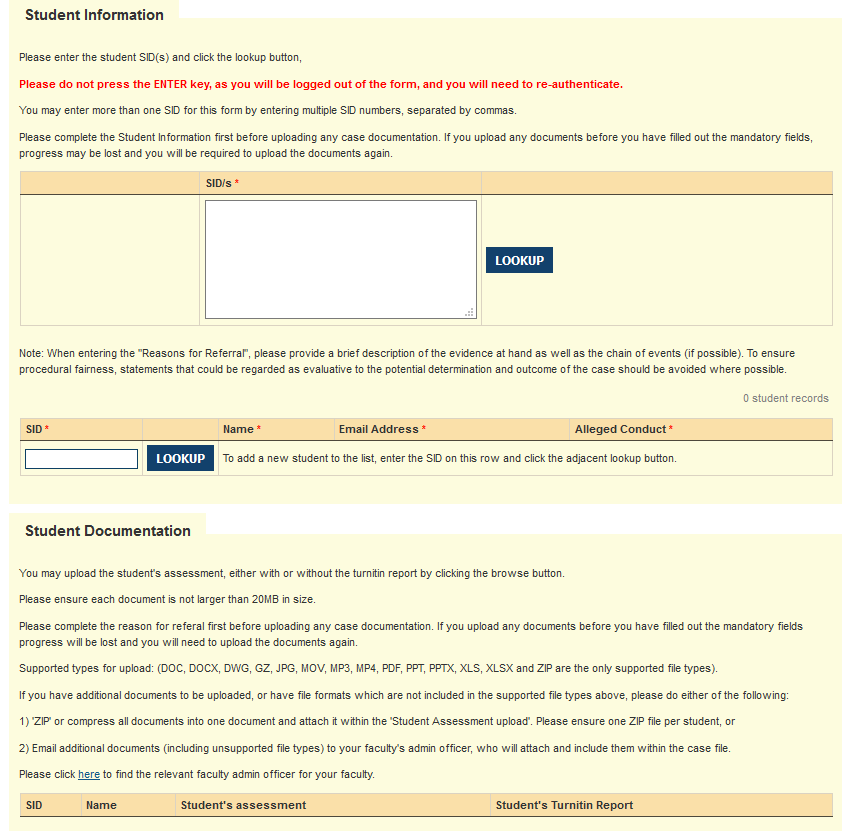 Student Information
Please enter the student SID(s) and click the lookup button,
Please do not press the ENTER key, as you will be logged out of the form, and you will need to re-authenticate.
You may enter more than one SID for this form by entering multiple SID numbers, separated by commas.
Please complete the Student Information first before uploading any case documentation. If you upload any documents before you have filled out the mandatory fields,
progress may be lost and you will be required to upload the documents again.
SID/s *
LOOKUP
Note: When entering the "Reasons for Referral", please provide a brief description of the evidence at hand as well as the chain of events (if possible). To ensure
procedural fairness, statements that could be regarded as evaluative to the potential determination and outcome of the case should be avoided where possible.
0 student records
SID * Name * Email Address * Alleged Conduct *
LOOKUP To add a new student to the list, enter the SID on this row and click the adjacent lookup button.
Student Documentation
You may upload the student's assessment, either with or without the turnitin report by clicking the browse button.
Please ensure each document is not larger than 20MB in size.
Please complete the reason for referal first before uploading any case documentation. If you upload any documents before you have filled out the mandatory fields
progress will be lost and you will need to upload the documents again.
Supported types for upload: (DOC, DOCX, DWG, GZ, JPG, MOV, MP3, MP4, PDF, PPT, PPTX, XLS, XLSX and ZIP are the only supported file types).
If you have additional documents to be uploaded, or have file formats which are not included in the supported file types above, please do either of the following:
1) 'ZIP' or compress all documents into one document and attach it within the 'Student Assessment upload'. Please ensure one ZIP file per student, or
2) Email additional documents (including unsupported file types) to your faculty's admin officer, who will attach and include them within the case file.
Please click here to find the relevant faculty admin officer for your faculty.
SID Name Student's assessment Student's Turnitin Report